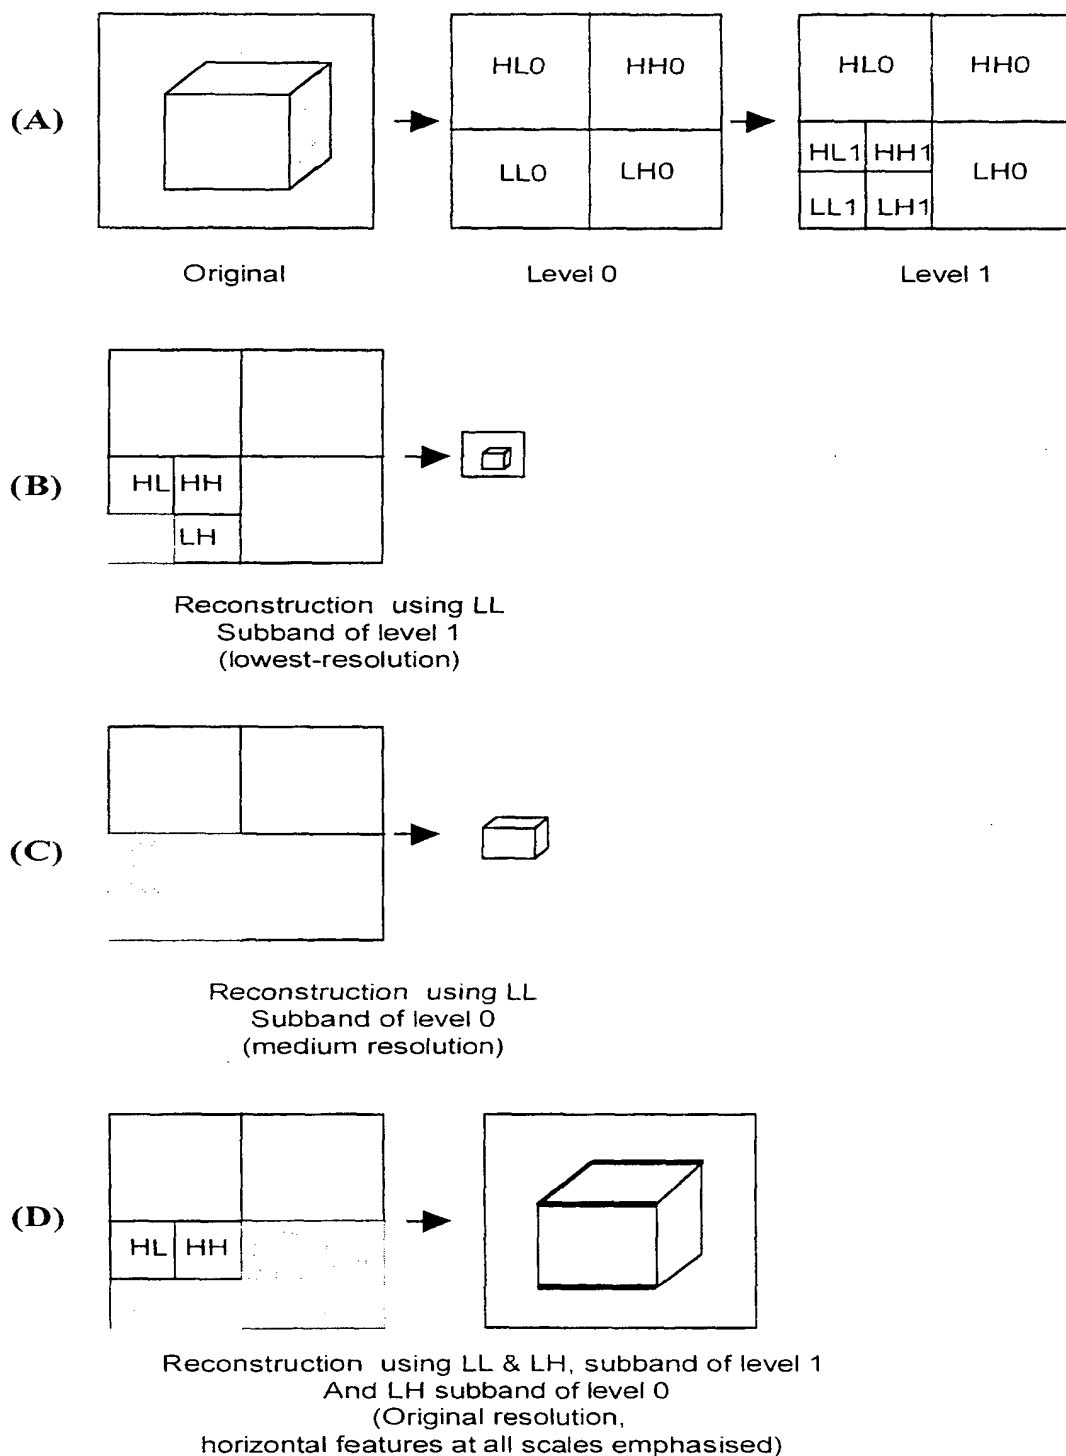 (A)
HL0 HH0
LL0 LH0
HL0 HH0
HL1 HH1
LH0
LL1 LH1
Original
Level 0
Level 1
(B)
HL HH
LH
Reconstruction using LL
Subband of level 1
(lowest-resolution)
(C)
Reconstruction using LL
Subband of level 0
(medium resolution)
(D)
HL HH
Reconstruction using LL & LH, subband of level 1
And LH subband of level 0
(Original resolution,
horizontal features at all scales emphasised)